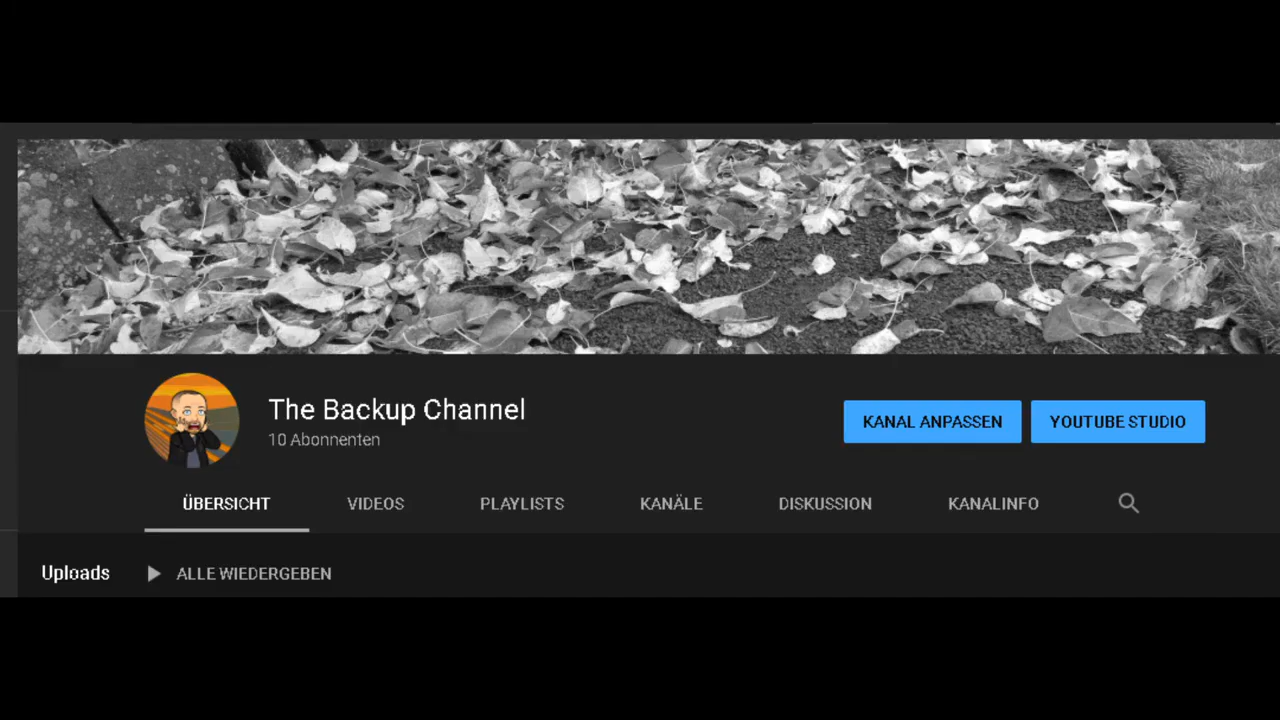 The Backup Channel
10 Abonnenten
KANAL ANPASSEN
YOUTUBE STUDIO
ÜBERSICHT VIDEOS PLAYLISTS KANÄLE DISKUSSION KANALINFO
Uploads ALLE WIEDERGEBEN